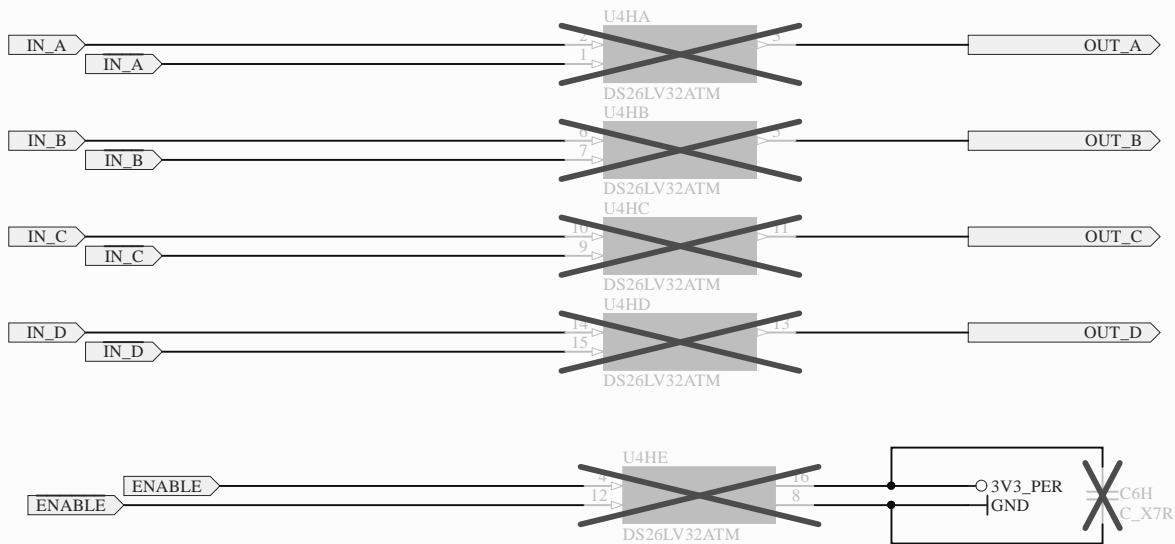 U4HA
IN_A 2 3 OUT_A
IN_A 1
DS26LV32ATM
U4HB
IN_B 6 5 OUT_B
IN_B 7
DS26LV32ATM
U4HC
IN_C 10 11 OUT_C
IN_C 9
DS26LV32ATM
U4HD
IN_D 14 13 OUT_D
IN_D 15
DS26LV32ATM
U4HE
ENABLE 4 16 3V3_PER C6H
ENABLE 12 8 GND C_X7R
DS26LV32ATM